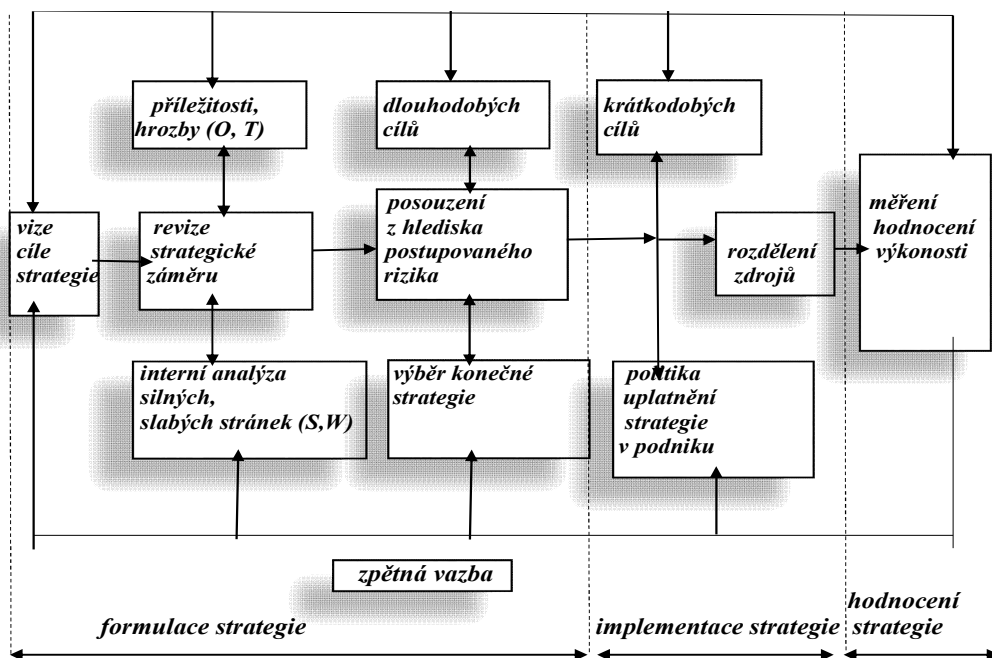 příležitosti,
hrozby (O, T)
dlouhodobých
cílů
krátkodobých
cílů
vize
cíle
strategie
revize
strategické
záměru
posouzení
z hlediska
postupovaného
rizika
rozdělení
zdrojů
měření
hodnocení
výkonosti
interní analýza
silných,
slabých stránek (S,W)
výběr konečné
strategie
politika
uplatnění
strategie
v podniku
zpětná vazba
formulace strategie
implementace strategie
hodnocení
strategie